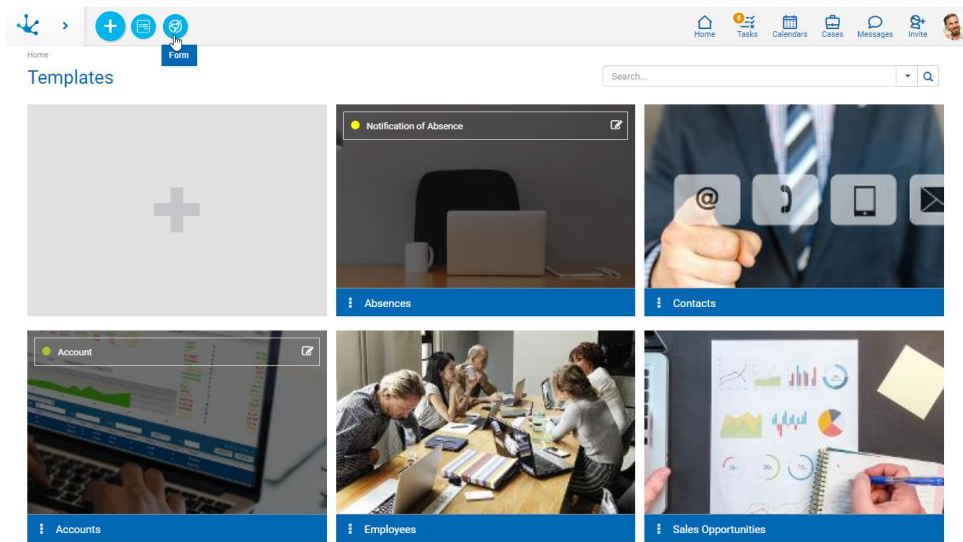 Home
Tasks
Calendars
Cases
Messages
Invite
Home
Form
Templates
Search...
Notification of Absence
@
Absences
Contacts
Account
Accounts
Employees
Sales Opportunities